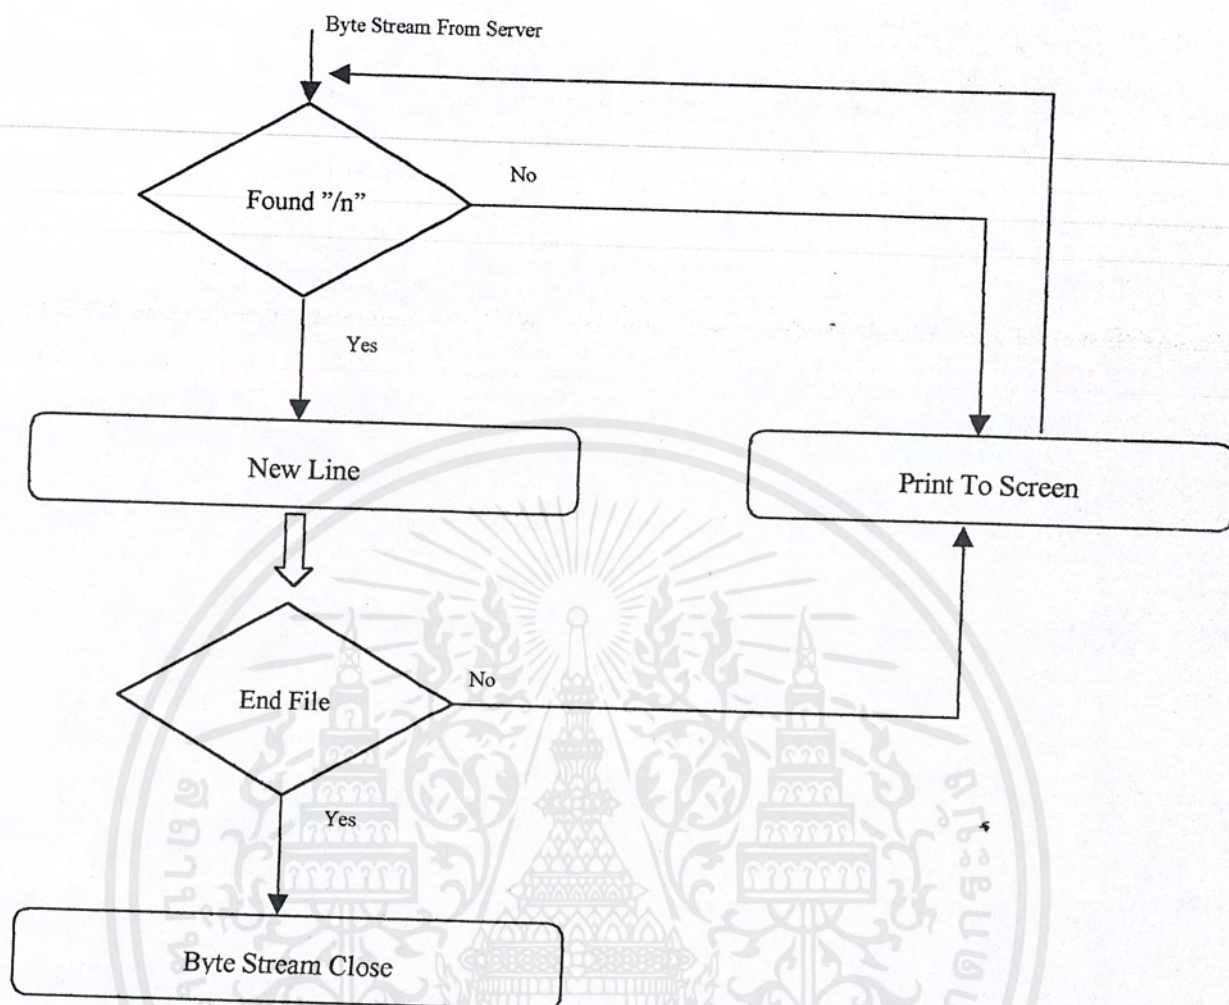 Byte Stream From Server
Found ”/n”
No
Yes
New Line
Print To Screen
End File
No
Yes
Byte Stream Close